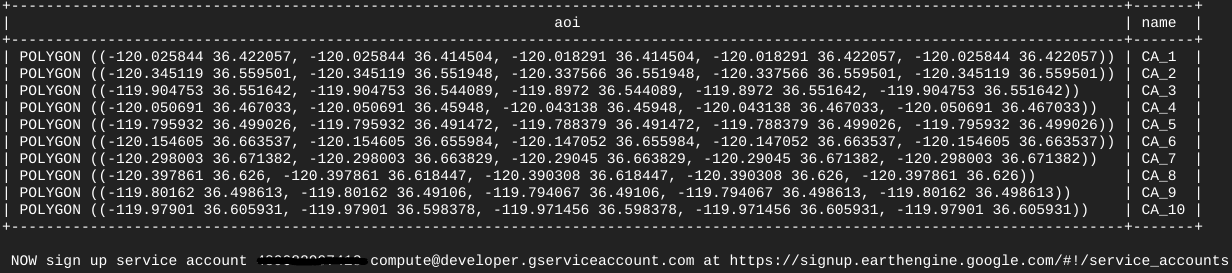 +------------------------------------------------------------------------------------------------------------------------------+-------+
| aoi | name |
+------------------------------------------------------------------------------------------------------------------------------+-------+
| POLYGON ((-120.025844 36.422057, -120.025844 36.414504, -120.018291 36.414504, -120.018291 36.422057, -120.025844 36.422057)) | CA_1 |
| POLYGON ((-120.345119 36.559501, -120.345119 36.551948, -120.337566 36.551948, -120.337566 36.559501, -120.345119 36.559501)) | CA_2 |
| POLYGON ((-119.904753 36.551642, -119.904753 36.544089, -119.8972 36.544089, -119.8972 36.551642, -119.904753 36.551642)) | CA_3 |
| POLYGON ((-120.050691 36.467033, -120.050691 36.45948, -120.043138 36.45948, -120.043138 36.467033, -120.050691 36.467033)) | CA_4 |
| POLYGON ((-119.795932 36.499026, -119.795932 36.491472, -119.788379 36.491472, -119.788379 36.499026, -119.795932 36.499026)) | CA_5 |
| POLYGON ((-120.154605 36.663537, -120.154605 36.655984, -120.147052 36.655984, -120.147052 36.663537, -120.154605 36.663537)) | CA_6 |
| POLYGON ((-120.298003 36.671382, -120.298003 36.663829, -120.29045 36.663829, -120.29045 36.671382, -120.298003 36.671382)) | CA_7 |
| POLYGON ((-120.397861 36.626, -120.397861 36.618447, -120.390308 36.618447, -120.390308 36.626, -120.397861 36.626)) | CA_8 |
| POLYGON ((-119.80162 36.498613, -119.80162 36.49106, -119.794067 36.49106, -119.794067 36.498613, -119.80162 36.498613)) | CA_9 |
| POLYGON ((-119.97901 36.605931, -119.97901 36.598378, -119.971456 36.598378, -119.971456 36.605931, -119.97901 36.605931)) | CA_10 |
+------------------------------------------------------------------------------------------------------------------------------+-------+
NOW sign up service account compute@developer.gserviceaccount.com at https://signup.earthengine.google.com/#!/service_accounts